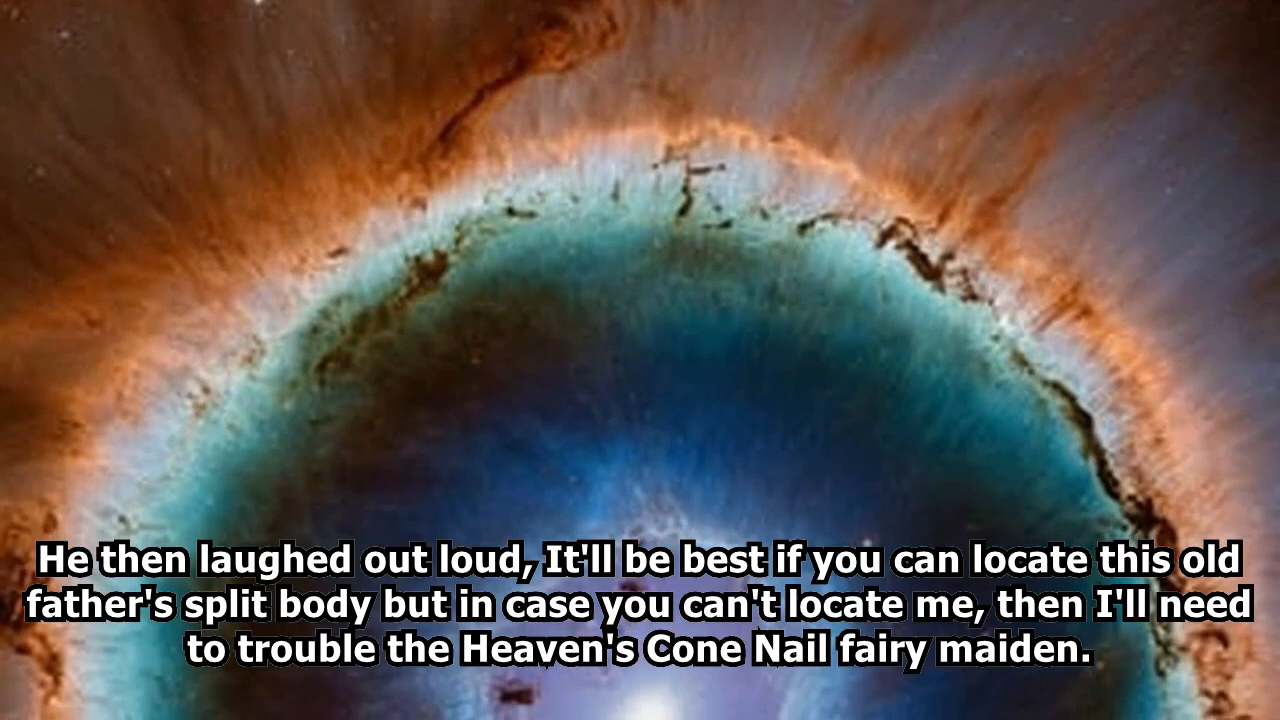 He then laughed out loud, It'll be best if you can locate this old
father's split body but in case you can't locate me, then I'll need
to trouble the Heaven's Cone Nail fairy maiden.